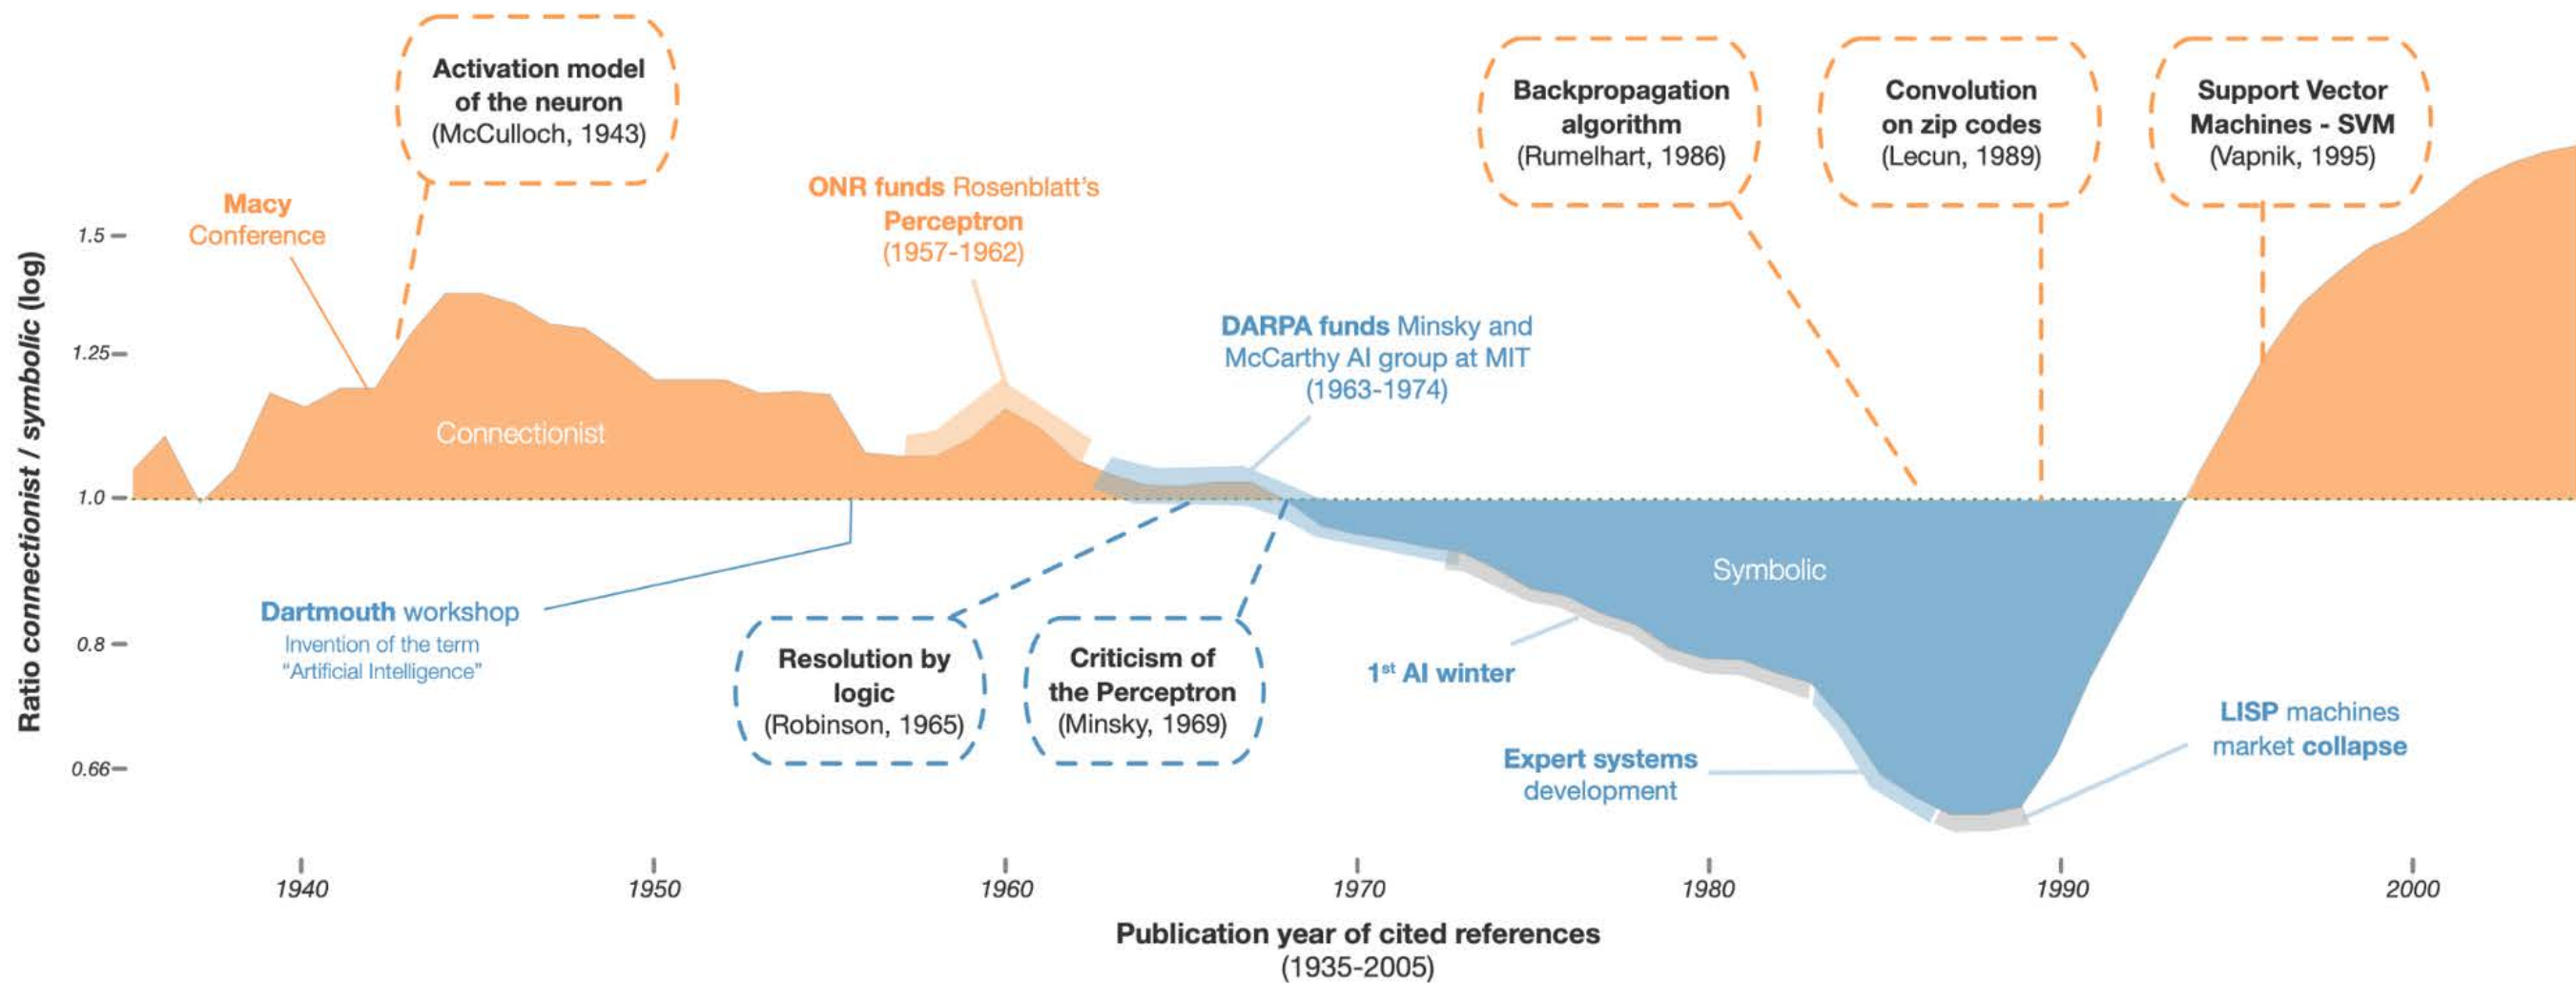 Activation model
of the neuron
(McCulloch, 1943)
Macy
Conference
ONR funds Rosenblatt's
Perceptron
(1957-1962)
Backpropagation
algorithm
(Rumelhart, 1986)
Convolution
on zip codes
(Lecun, 1989)
Support Vector
Machines - SVM
(Vapnik, 1995)
DARPA funds Minsky and
McCarthy AI group at MIT
(1963-1974)
Ratio connectionist / symbolic (log)
1.5
1.25
1.0
0.8
0.66
Connectionist
Symbolic
Dartmouth workshop
Invention of the term
“Artificial Intelligence”
Resolution by
logic
(Robinson, 1965)
Criticism of
the Perceptron
(Minsky, 1969)
1st AI winter
Expert systems
development
LISP machines
market collapse
1940
1950
1960
1970
1980
1990
2000
Publication year of cited references
(1935-2005)